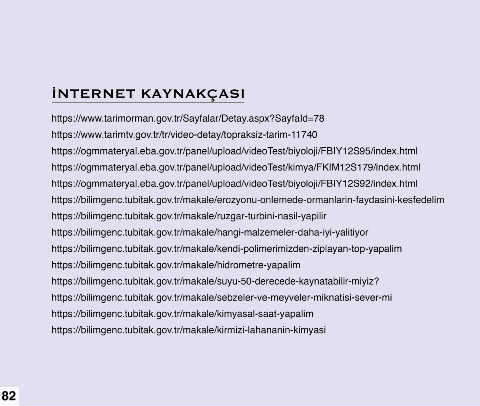 İNTERNET KAYNAKÇASI
https://www.tarimorman.gov.tr/Sayfalar/Detay.aspx?SayfaId=78
https://www.tarimtv.gov.tr/tr/video-detay/topraksiz-tarim-11740
https://ogmmateryal.eba.gov.tr/panel/upload/videoTest/biyoloji/FBIY12S95/index.html
https://ogmmateryal.eba.gov.tr/panel/upload/videoTest/kimya/FKIM12S179/index.html
https://ogmmateryal.eba.gov.tr/panel/upload/videoTest/biyoloji/FBIY12S92/index.html
https://bilimgenc.tubitak.gov.tr/makale/erozyonu-onlemede-ormanlarin-faydasini-kesfedelim
https://bilimgenc.tubitak.gov.tr/makale/ruzgar-turbini-nasil-yapilir
https://bilimgenc.tubitak.gov.tr/makale/hangi-malzemeler-daha-iyi-yalitiyor
https://bilimgenc.tubitak.gov.tr/makale/kendi-polimerimizden-ziplayan-top-yapalim
https://bilimgenc.tubitak.gov.tr/makale/hidrometre-yapalim
https://bilimgenc.tubitak.gov.tr/makale/suyu-50-derecede-kaynatabilir-miyiz?
https://bilimgenc.tubitak.gov.tr/makale/sebzeler-ve-meyveler-miknatisi-sever-mi
https://bilimgenc.tubitak.gov.tr/makale/kimyasal-saat-yapalim
https://bilimgenc.tubitak.gov.tr/makale/kirmizi-lahananin-kimyasi
82